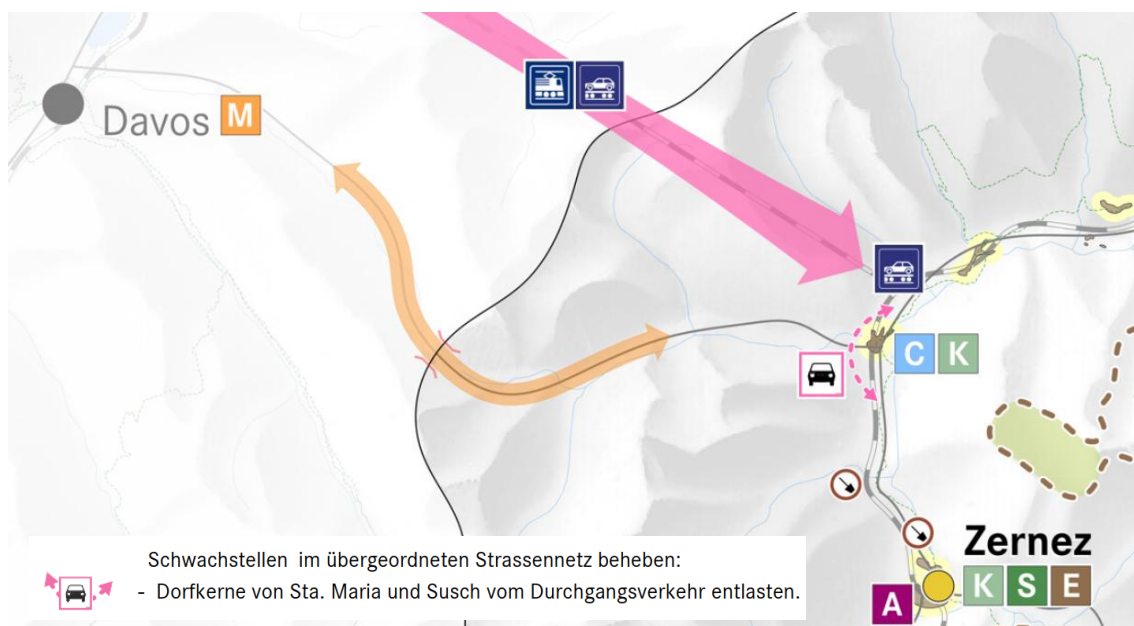 Davos M
C K
Zernez
A K S E
Schwachstellen im übergeordneten Strassennetz beheben:
- Dorfkerne von Sta. Maria und Susch vom Durchgangsverkehr entlasten.